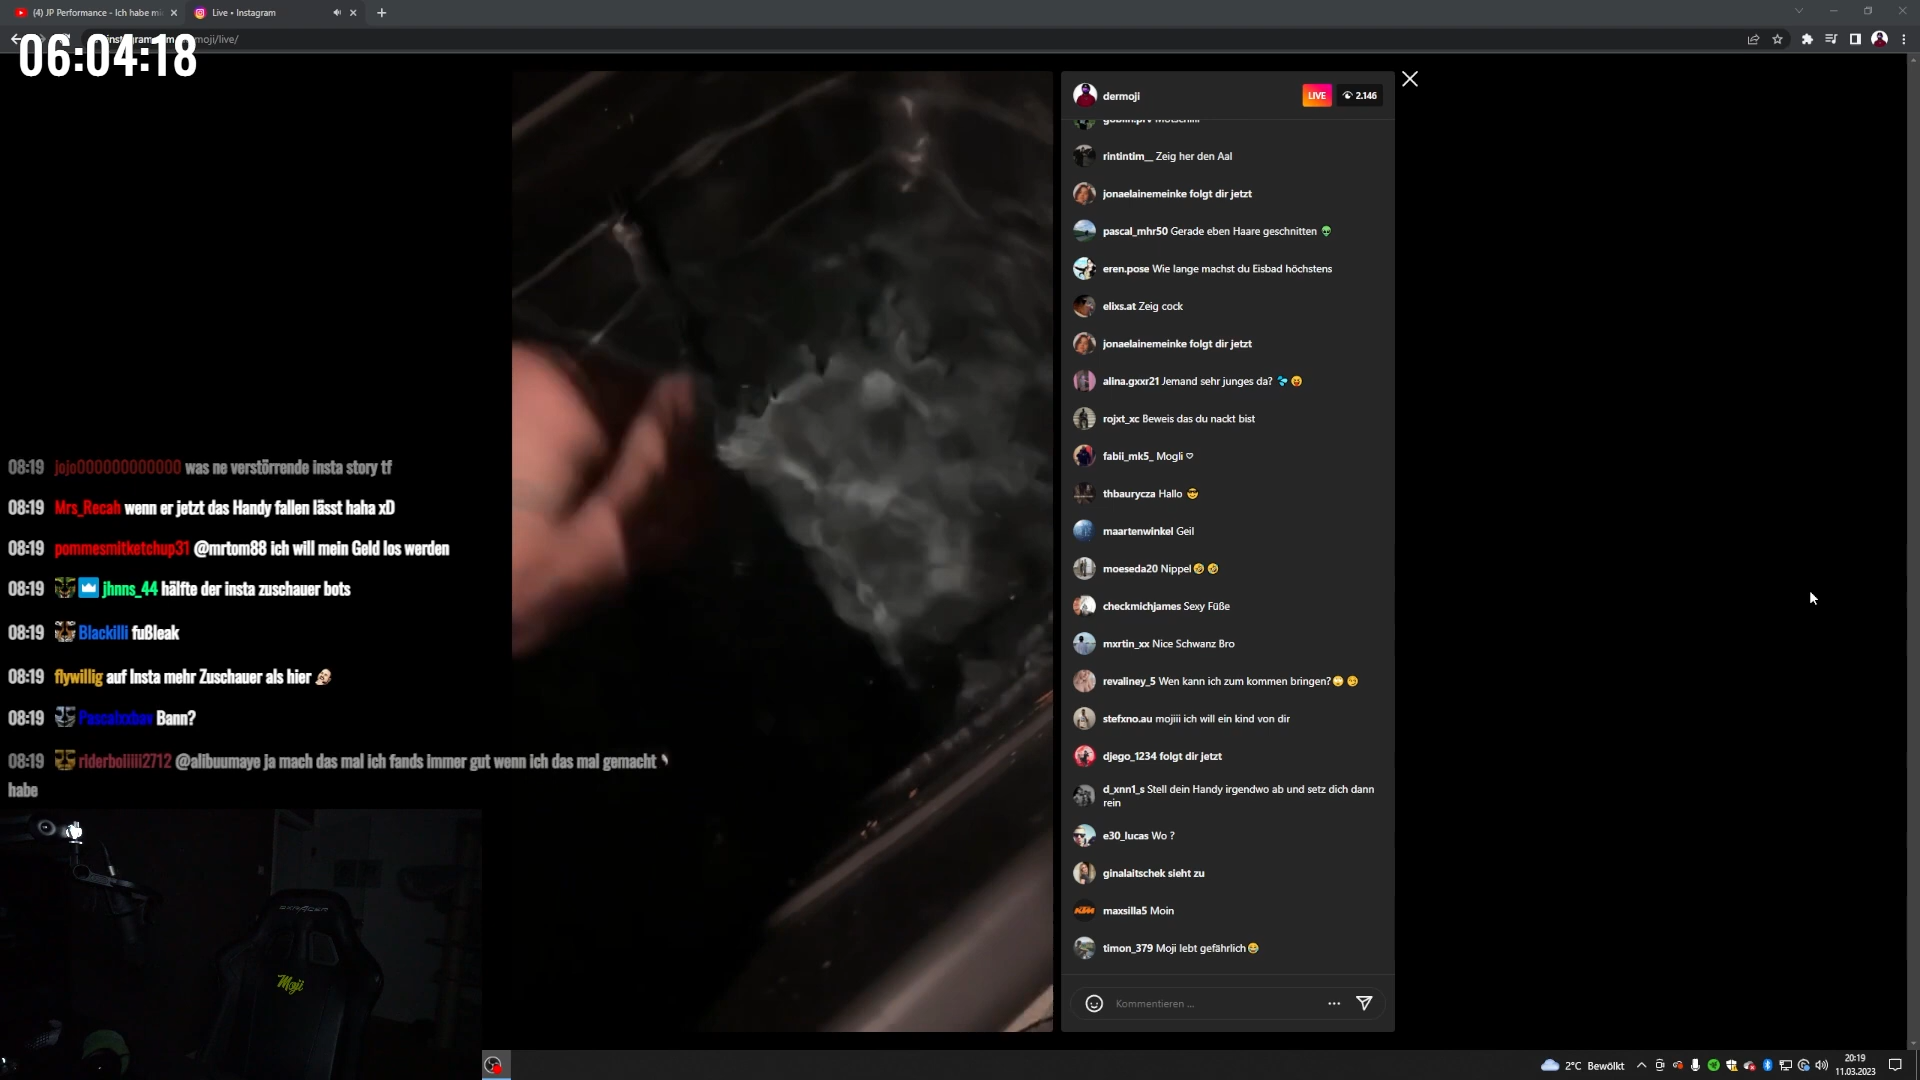 (4) JP Performance - Ich habe mi
Live • Instagram
06:04:18
moji/live/
dermoji
LIVE
2.146
rintintim__ Zeig her den Aal
jonaelainemeinke folgt dir jetzt
pascal_mhr50 Gerade eben Haare geschnitten 👽
eren.pose Wie lange machst du Eisbad höchstens
elixs.at Zeig cock
jonaelainemeinke folgt dir jetzt
alina.gxxr21 Jemand sehr junges da? 💦 😝
rojxt_xc Beweis das du nackt bist
fabii_mk5_ Mogli ♡
thbaurycza Hallo 😎
maartenwinkel Geil
moeseda20 Nippel🤣🤣
checkmichjames Sexy Füße
mxrtin_xx Nice Schwanz Bro
revaliney_5 Wen kann ich zum kommen bringen?🙄😏
stefxno.au mojiii ich will ein kind von dir
djego_1234 folgt dir jetzt
d_xnn1_s Stell dein Handy irgendwo ab und setz dich dann
rein
e30_lucas Wo ?
ginalaitschek sieht zu
maxsilla5 Moin
timon_379 Moji lebt gefährlich😂
Kommentieren ...
08:19 jojo000000000000 was ne verstörrende insta story tf
08:19 Mrs_Recah wenn er jetzt das Handy fallen lässt haha xD
08:19 pommesmitketchup31 @mrtom88 ich will mein Geld los werden
08:19 jhnns_44 hälfte der insta zuschauer bots
08:19 Blackilli fußleak
08:19 flywillig auf Insta mehr Zuschauer als hier
08:19 Pascalxxbov Bann?
08:19 riderboliiii2712 @alibuumaye ja mach das mal ich fands immer gut wenn ich das mal gemacht
habe
Moji
2°C Bewölkt
20:19
11.03.2023